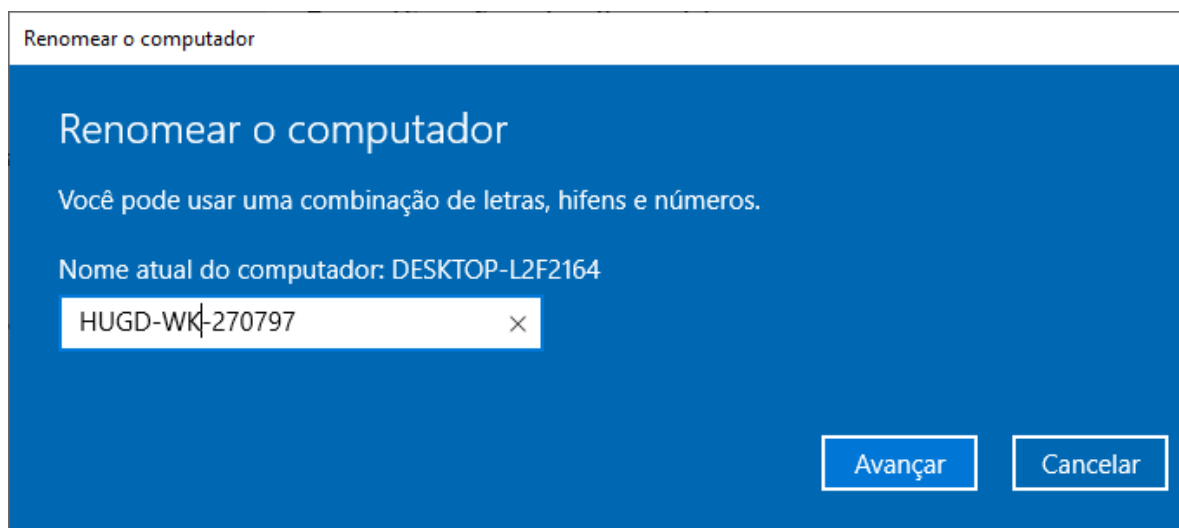 Renomear o computador
Renomear o computador
Você pode usar uma combinação de letras, hifens e números.
Nome atual do computador: DESKTOP-L2F2164
HUGD-WK-270797
Avançar
Cancelar